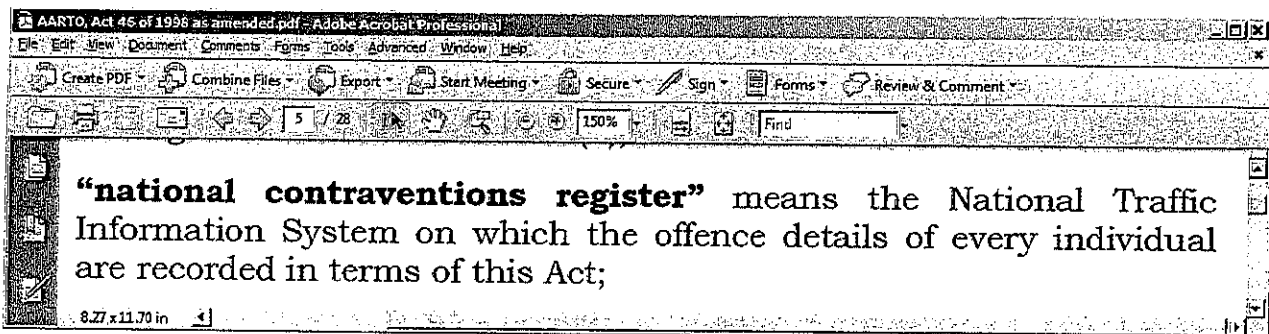 AARTO, Act 46 of 1998 as amended.pdf - Adobe Acrobat Professional
File Edit View Document Comments Forms Tools Advanced Window Help
Create PDF Combine Files Export Start Meeting Secure Sign Forms Review & Comment
5 / 28 150% Find
“national contraventions register” means the National Traffic
Information System on which the offence details of every individual
are recorded in terms of this Act;
8.27 x 11.70 in